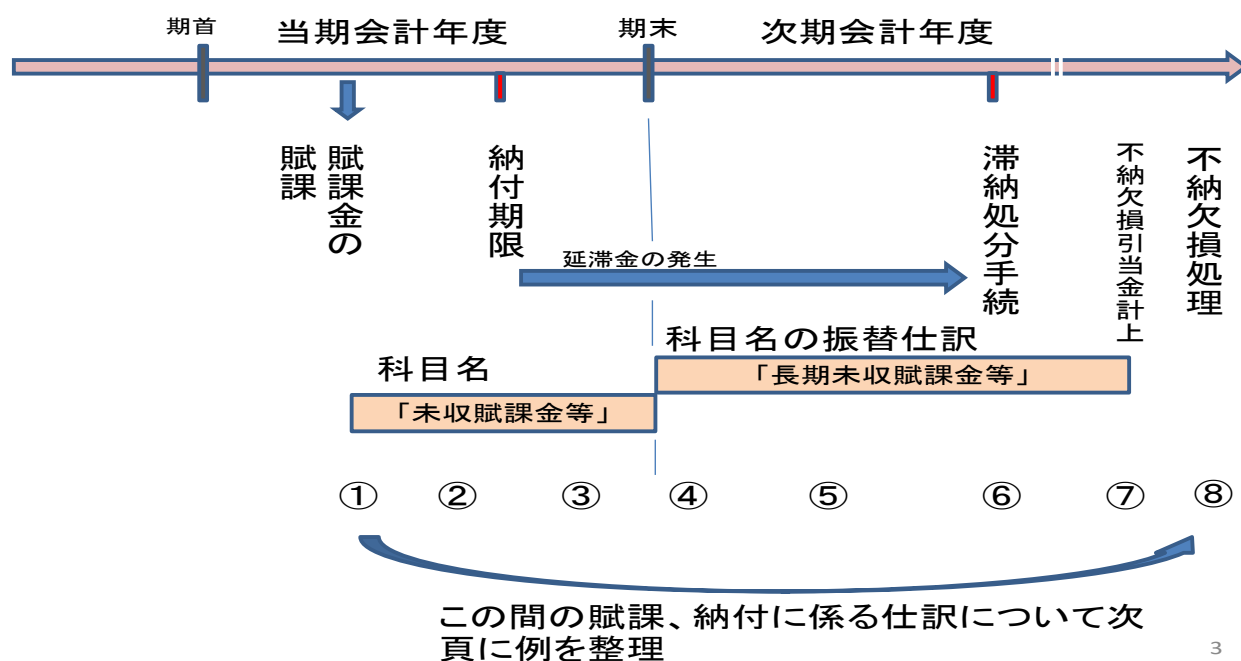 期首
当期会計年度
期末
次期会計年度
賦課金の
賦課
納付期限
滞納処分手続
不納欠損引当金計上
不納欠損処理
延滞金の発生
科目名の振替仕訳
「長期未収賦課金等」
科目名
「未収賦課金等」
① ② ③ ④ ⑤ ⑥ ⑦ ⑧
この間の賦課、納付に係る仕訳について次
頁に例を整理
3